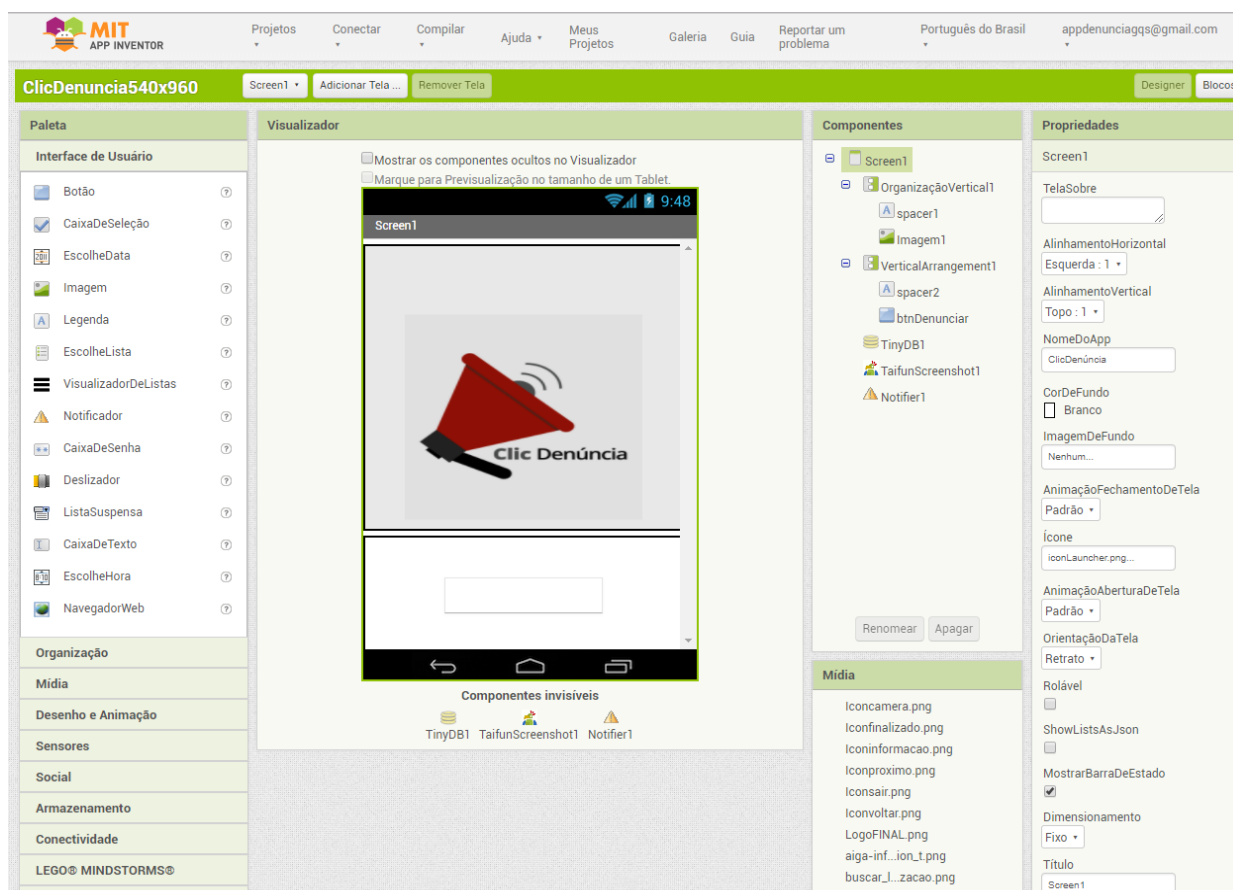 MIT
APP INVENTOR
Projetos
Conectar
Compilar
Ajuda
Meus
Projetos
Galeria
Guia
Reportar um
problema
Português do Brasil
appdenunciagqs@gmail.com
ClicDenuncia540x960
Screen1
Adicionar Tela ...
Remover Tela
Designer
Blocos
Paleta
Interface de Usuário
Botão
CaixaDeSeleção
EscolheData
Imagem
Legenda
EscolheLista
VisualizadorDeListas
Notificador
CaixaDeSenha
Deslizador
ListaSuspensa
CaixaDeTexto
EscolheHora
NavegadorWeb
Organização
Mídia
Desenho e Animação
Sensores
Social
Armazenamento
Conectividade
LEGO® MINDSTORMS®
Visualizador
Mostrar os componentes ocultos no Visualizador
Marque para Previsualização no tamanho de um Tablet.
9:48
Screen1
Clic Denúncia
Componentes invisíveis
TinyDB1
TaifunScreenshot1
Notifier1
Componentes
Screen1
OrganizaçãoVertical1
spacer1
Imagem1
VerticalArrangement1
spacer2
btnDenunciar
TinyDB1
TaifunScreenshot1
Notifier1
Renomear
Apagar
Mídia
Iconcamera.png
Iconfinalizado.png
Iconinformacao.png
Iconproximo.png
Iconsair.png
Iconvoltar.png
LogoFINAL.png
aiga-inf...ion_t.png
buscar_l...zacao.png
Propriedades
Screen1
TelaSobre
AlinhamentoHorizontal
Esquerda : 1
AlinhamentoVertical
Topo : 1
NomeDoApp
ClicDenúncia
CorDeFundo
Branco
ImagemDeFundo
Nenhum...
AnimaçãoFechamentoDeTela
Padrão
Ícone
iconLauncher.png...
AnimaçãoAberturaDeTela
Padrão
OrientaçãoDaTela
Retrato
Rolável
ShowListsAsJson
MostrarBarraDeEstado
Dimensionamento
Fixo
Título
Screen1